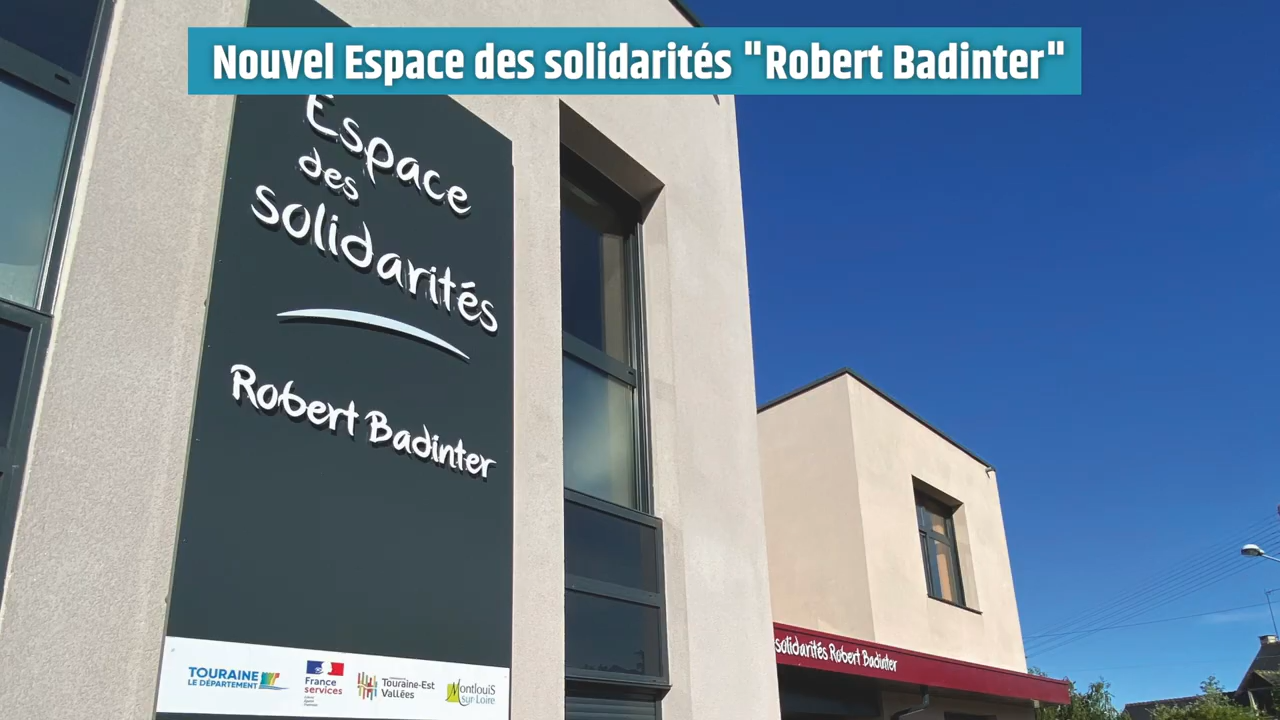 Nouvel Espace des solidarités "Robert Badinter"
Espace
des
solidarités
Robert Badinter
TOURAINE
LE DÉPARTEMENT
France
services
Touraine-Est
Vallées
Montlouis
sur-Loire
solidarités Robert Badinter